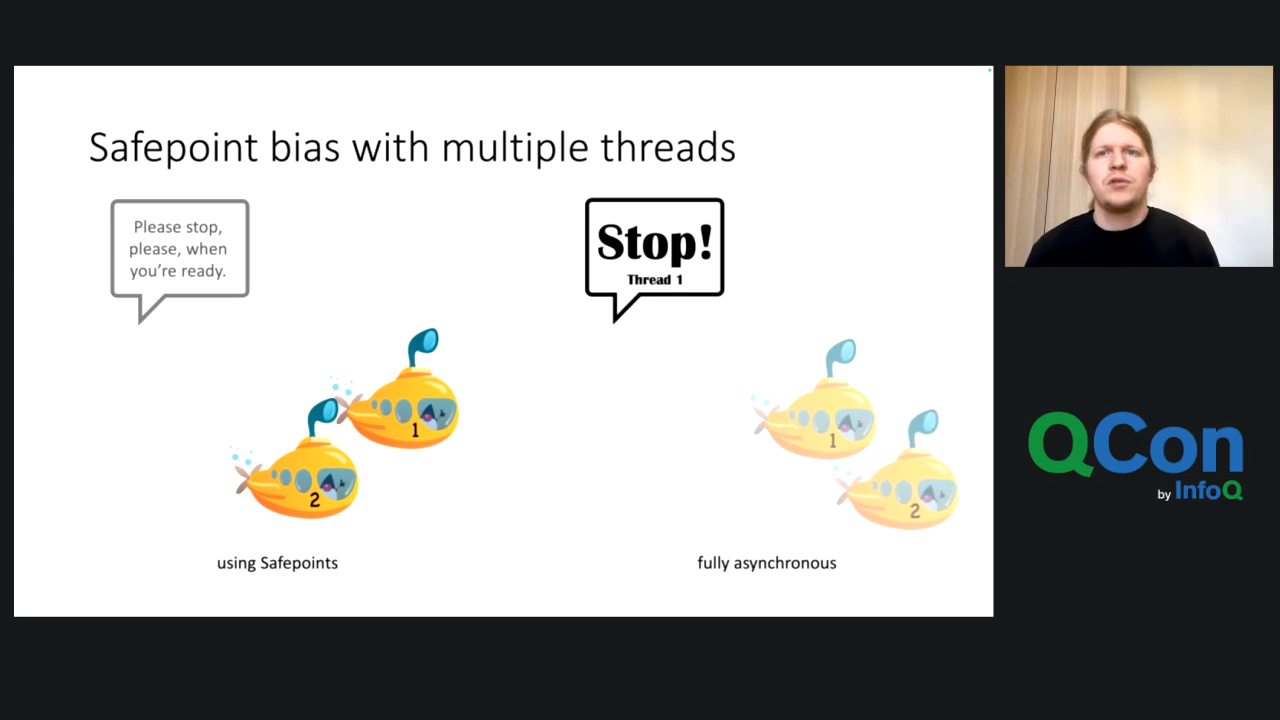 Safepoint bias with multiple threads
Please stop,
please, when
you're ready.
Stop!
Thread 1
1
2
1
2
using Safepoints
fully asynchronous
QCon
by InfoQ